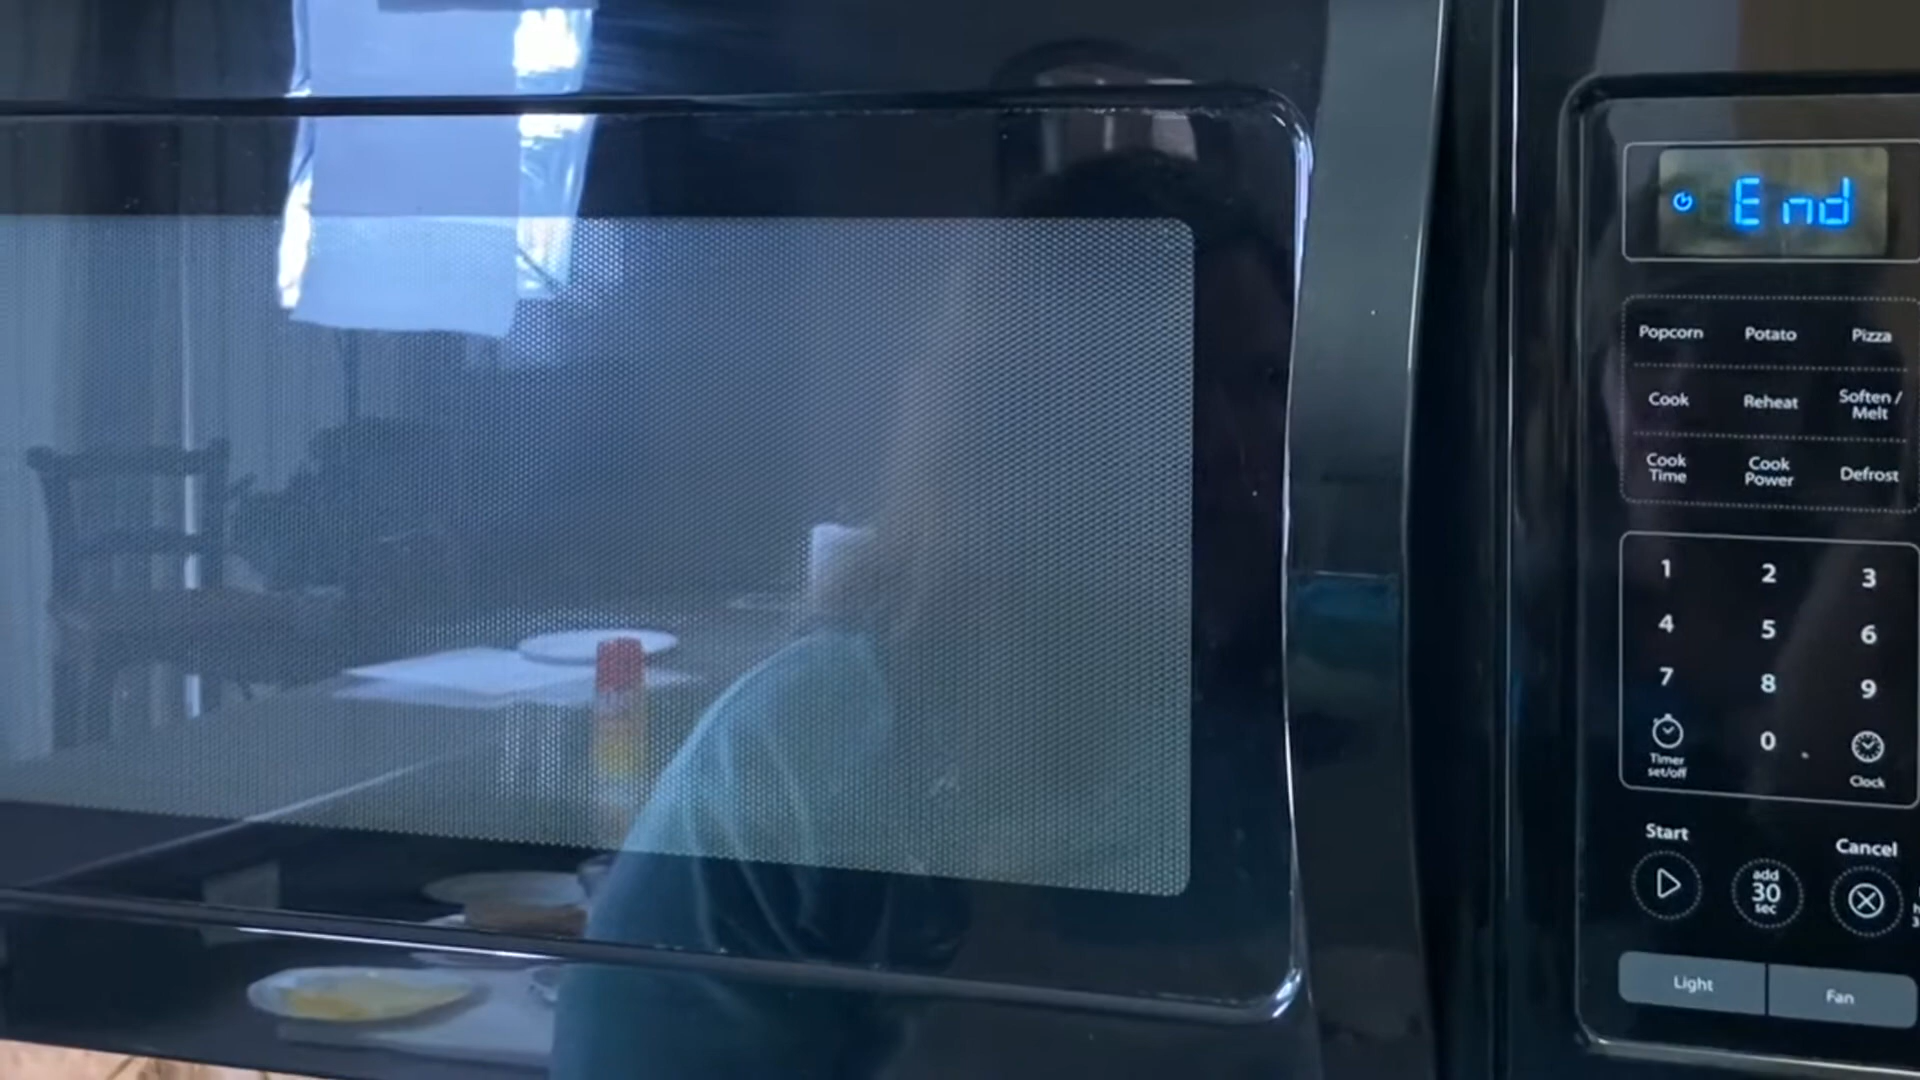 End
Popcorn Potato Pizza
Cook Reheat Soften / Melt
Cook Time Cook Power Defrost
1 2 3
4 5 6
7 8 9
Timer set/off 0 Clock
Start Cancel
add 30 sec
Light Fan